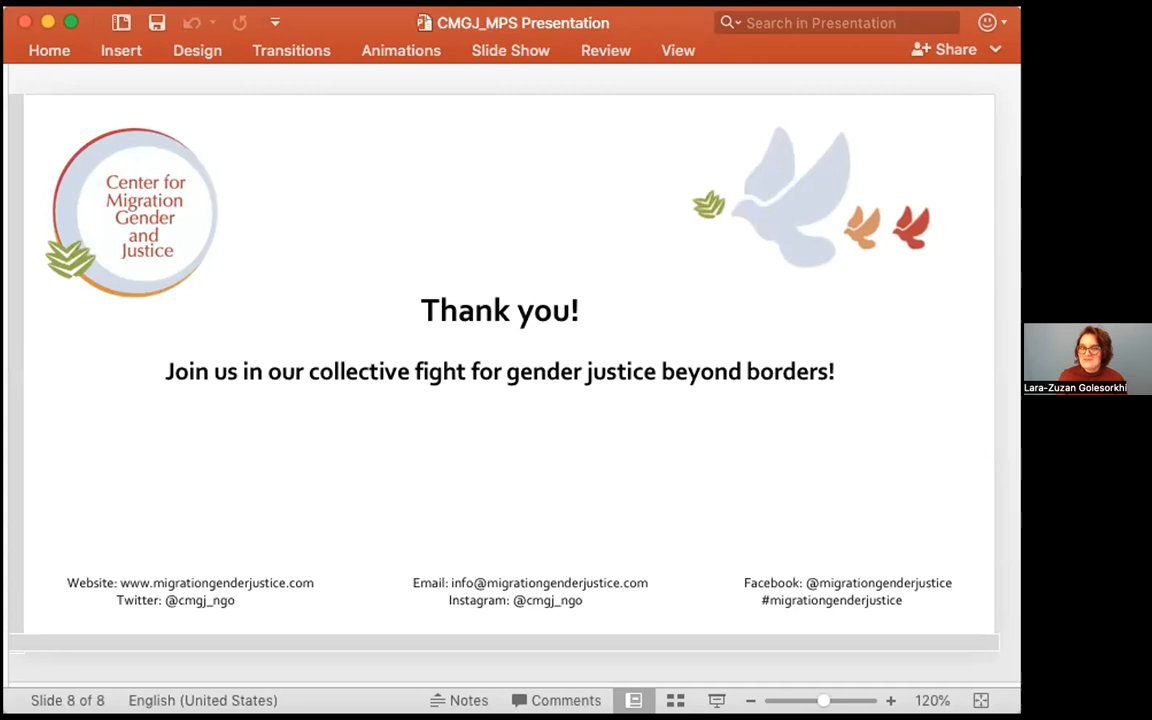 CMGJ_MPS Presentation
Search in Presentation
Home Insert Design Transitions Animations Slide Show Review View Share
Center for
Migration
Gender
and
Justice
Thank you!
Join us in our collective fight for gender justice beyond borders!
Website: www.migrationgenderjustice.com
Twitter: @cmgj_ngo
Email: info@migrationgenderjustice.com
Instagram: @cmgj_ngo
Facebook: @migrationgenderjustice
#migrationgenderjustice
Lara-Zuzan Golesorkhi
Slide 8 of 8 English (United States) Notes Comments 120%